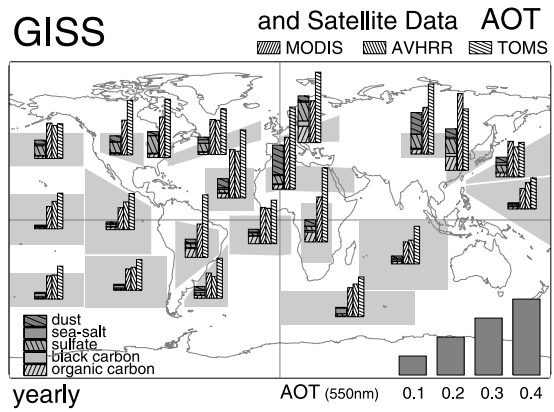 GISS and Satellite Data AOT
MODIS AVHRR TOMS
dust
sea-salt
sulfate
black carbon
organic carbon
yearly AOT (550nm) 0.1 0.2 0.3 0.4